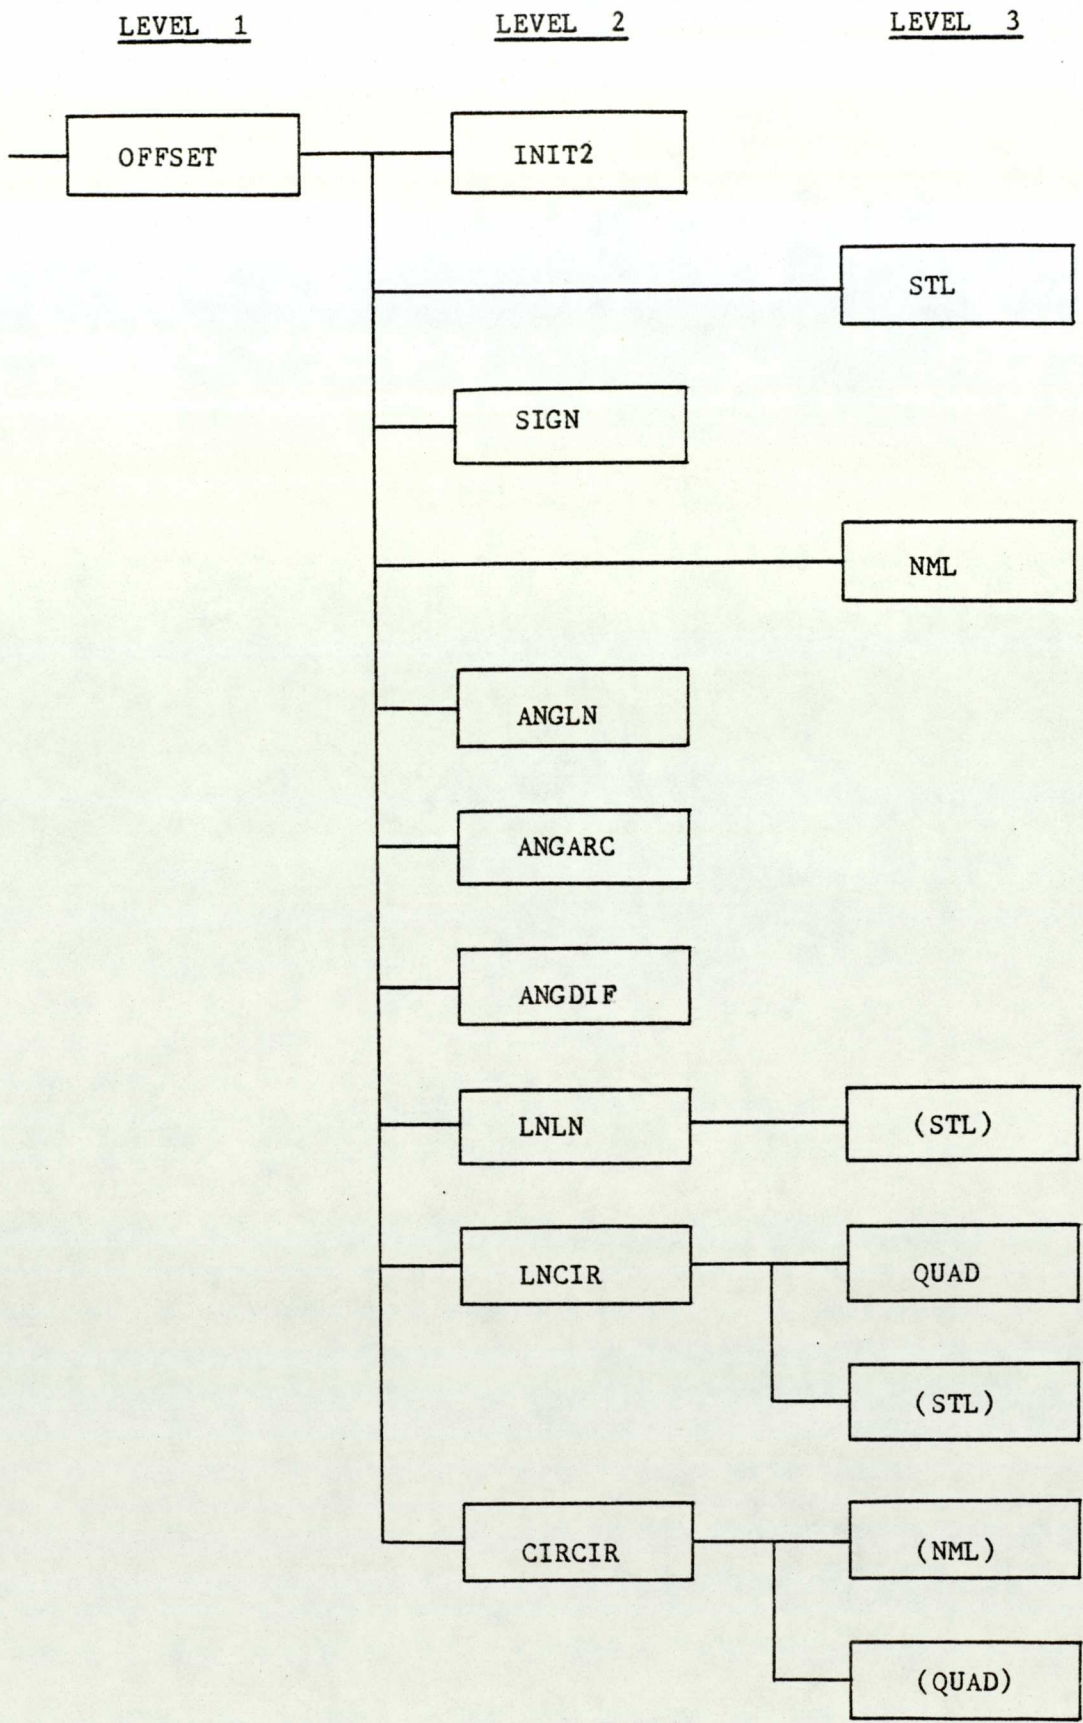 LEVEL 1 LEVEL 2 LEVEL 3
OFFSET INIT2
STL
SIGN
NML
ANGLN
ANGARC
ANGDIF
LNLN (STL)
LNCIR QUAD
(STL)
CIRCIR (NML)
(QUAD)